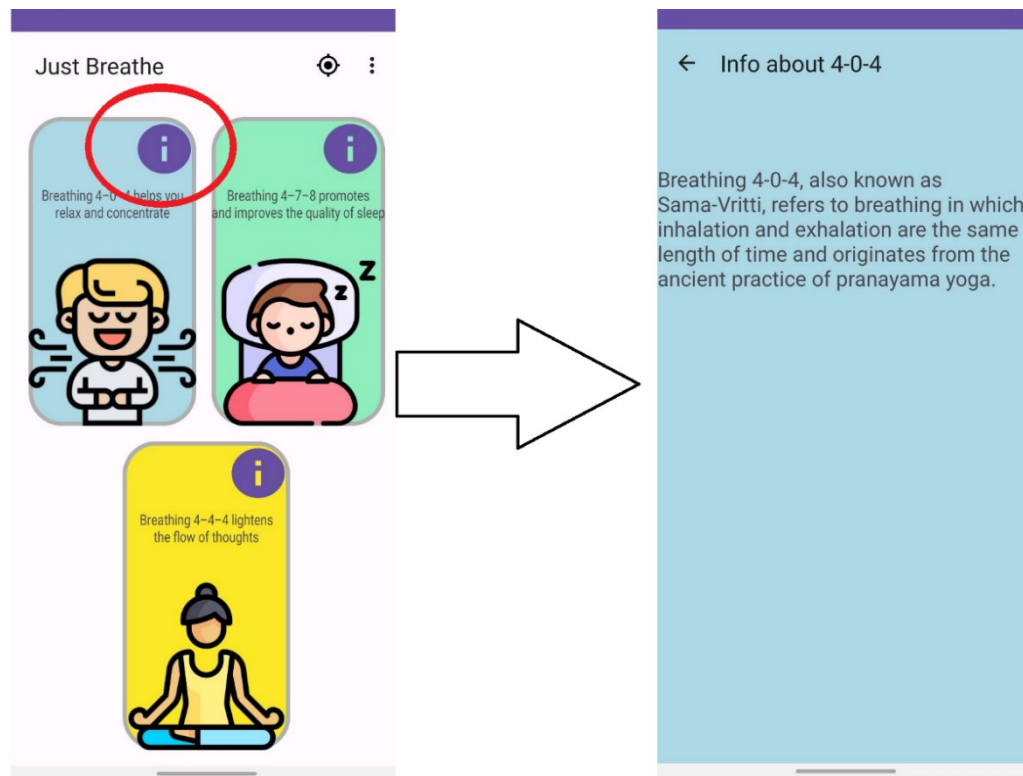 Just Breathe
i
i
Breathing 4-0-4 helps you
relax and concentrate
Breathing 4-7-8 promotes
and improves the quality of sleep
z
Z
i
Breathing 4-4-4 lightens
the flow of thoughts
Info about 4-0-4
Breathing 4-0-4, also known as
Sama-Vritti, refers to breathing in which
inhalation and exhalation are the same
length of time and originates from the
ancient practice of pranayama yoga.